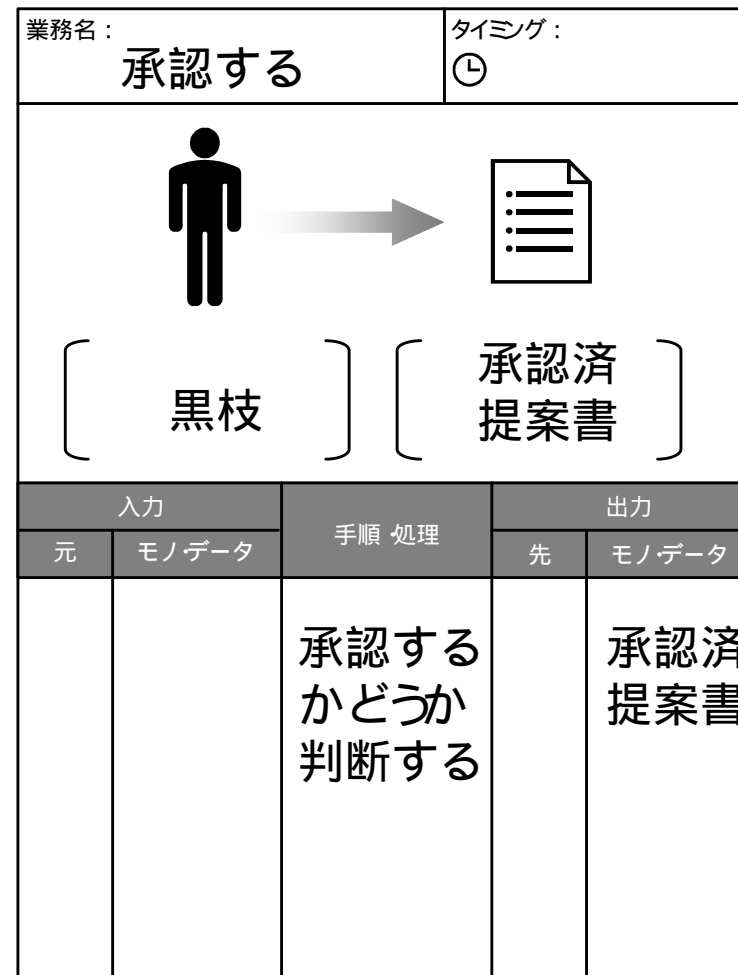 業務名：
承認する
タイミング：
黒枝
承認済
提案書
入力
手順・処理
出力
元
モノ・データ
先
モノ・データ
承認する
かどうか
判断する
承認済
提案書